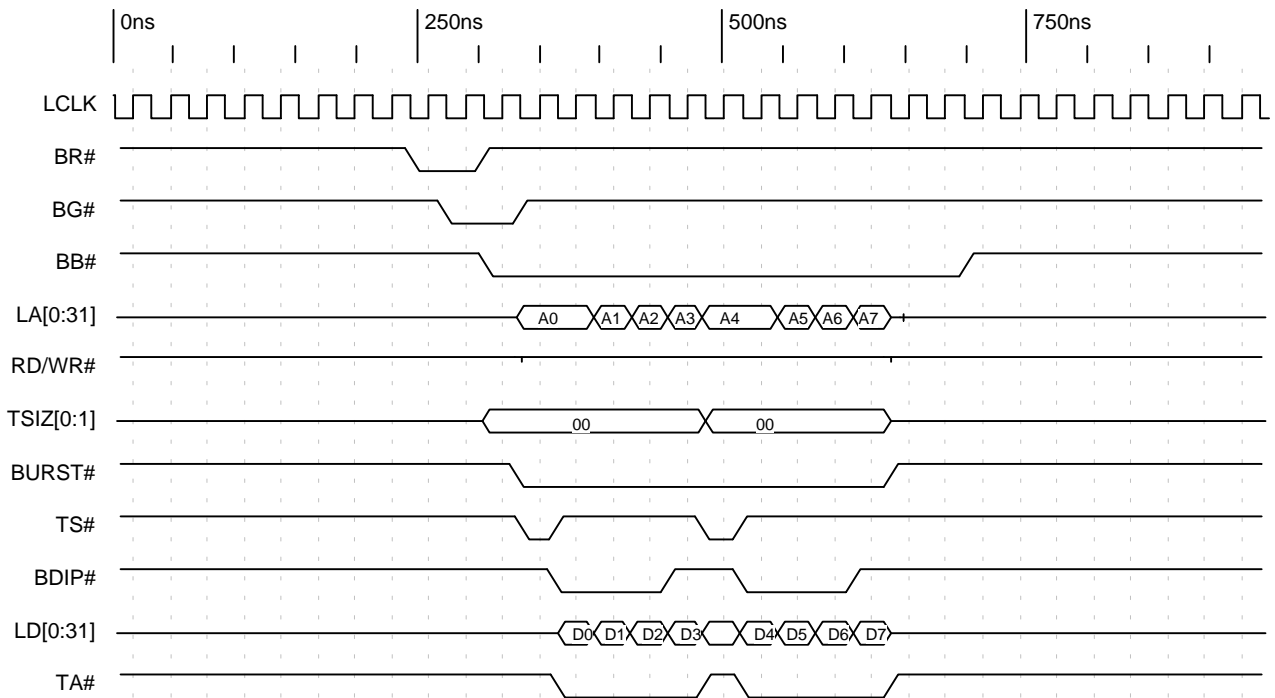 0ns 250ns 500ns 750ns
LCLK
BR#
BG#
BB#
LA[0:31] A0 A1 A2 A3 A4 A5 A6 A7
RD/WR#
TSIZ[0:1] 00 00
BURST#
TS#
BDIP#
LD[0:31] D0 D1 D2 D3 D4 D5 D6 D7
TA#